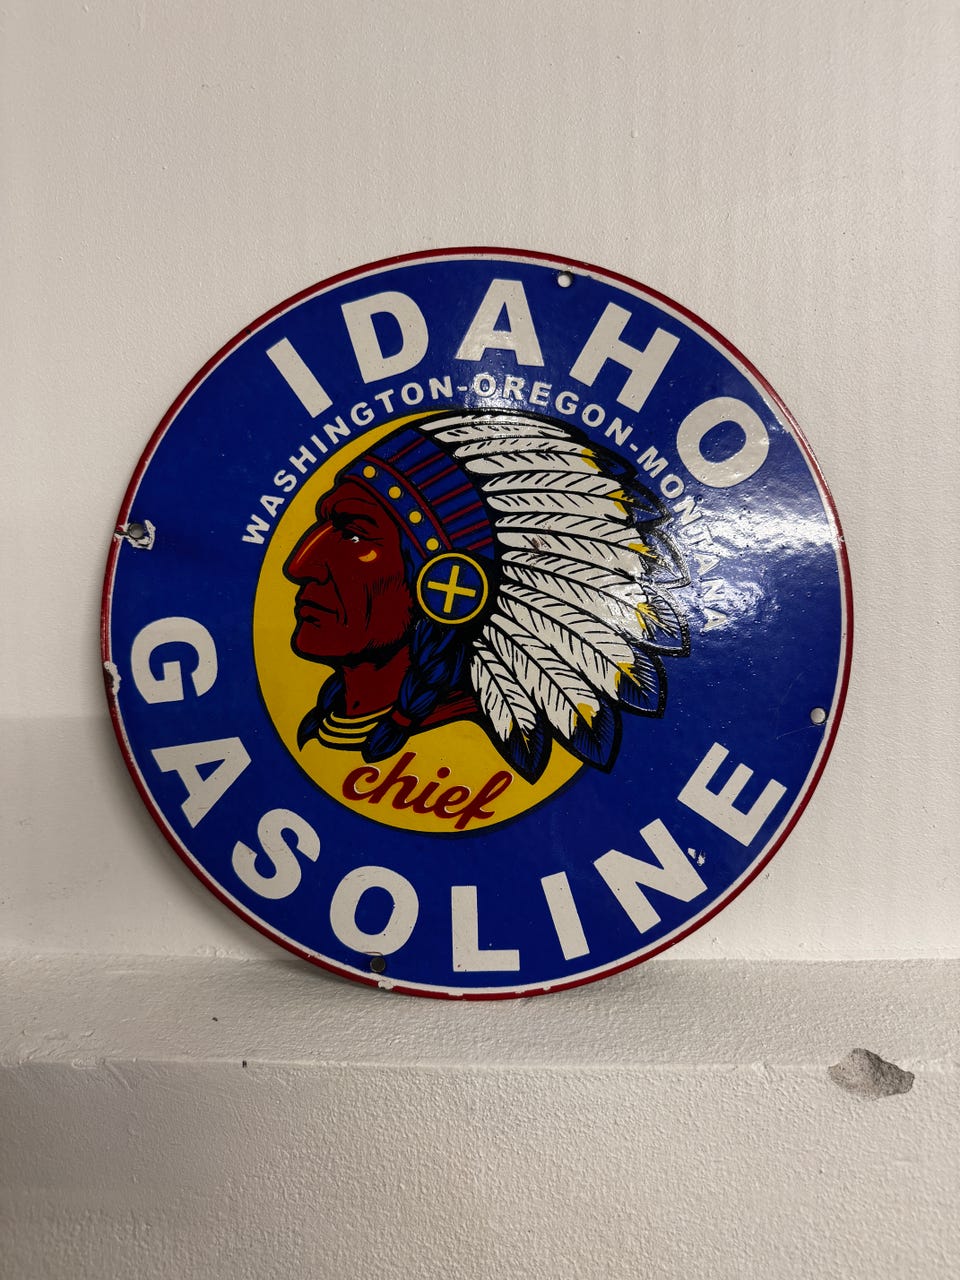 IDAHO
WASHINGTON-OREGON-MONTANA
chief
GASOLINE